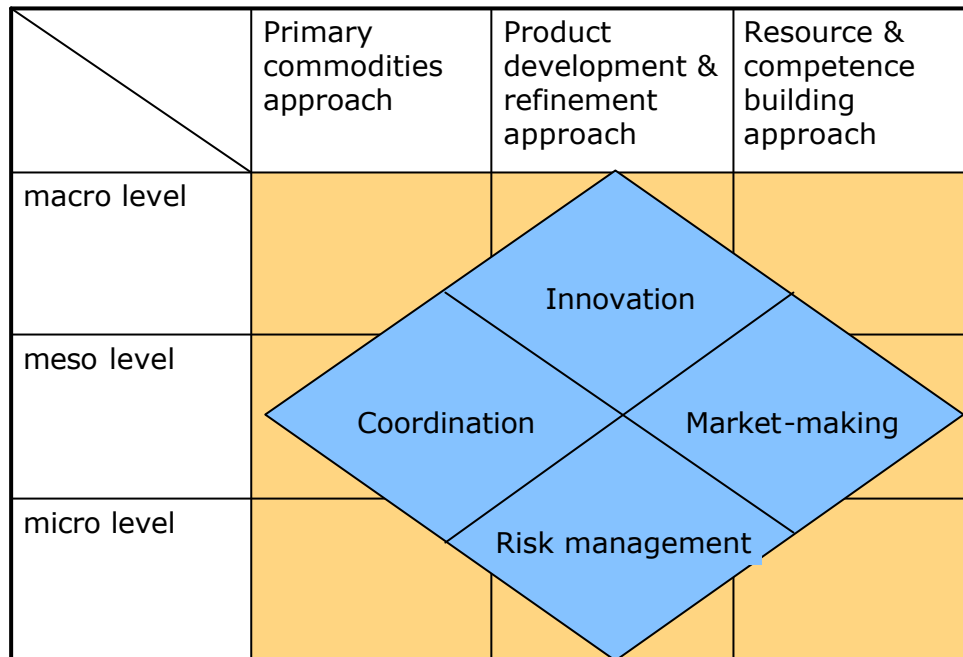 Primary
commodities
approach
Product
development &
refinement
approach
Resource &
competence
building
approach
macro level
Innovation
meso level
Coordination
Market-making
micro level
Risk management